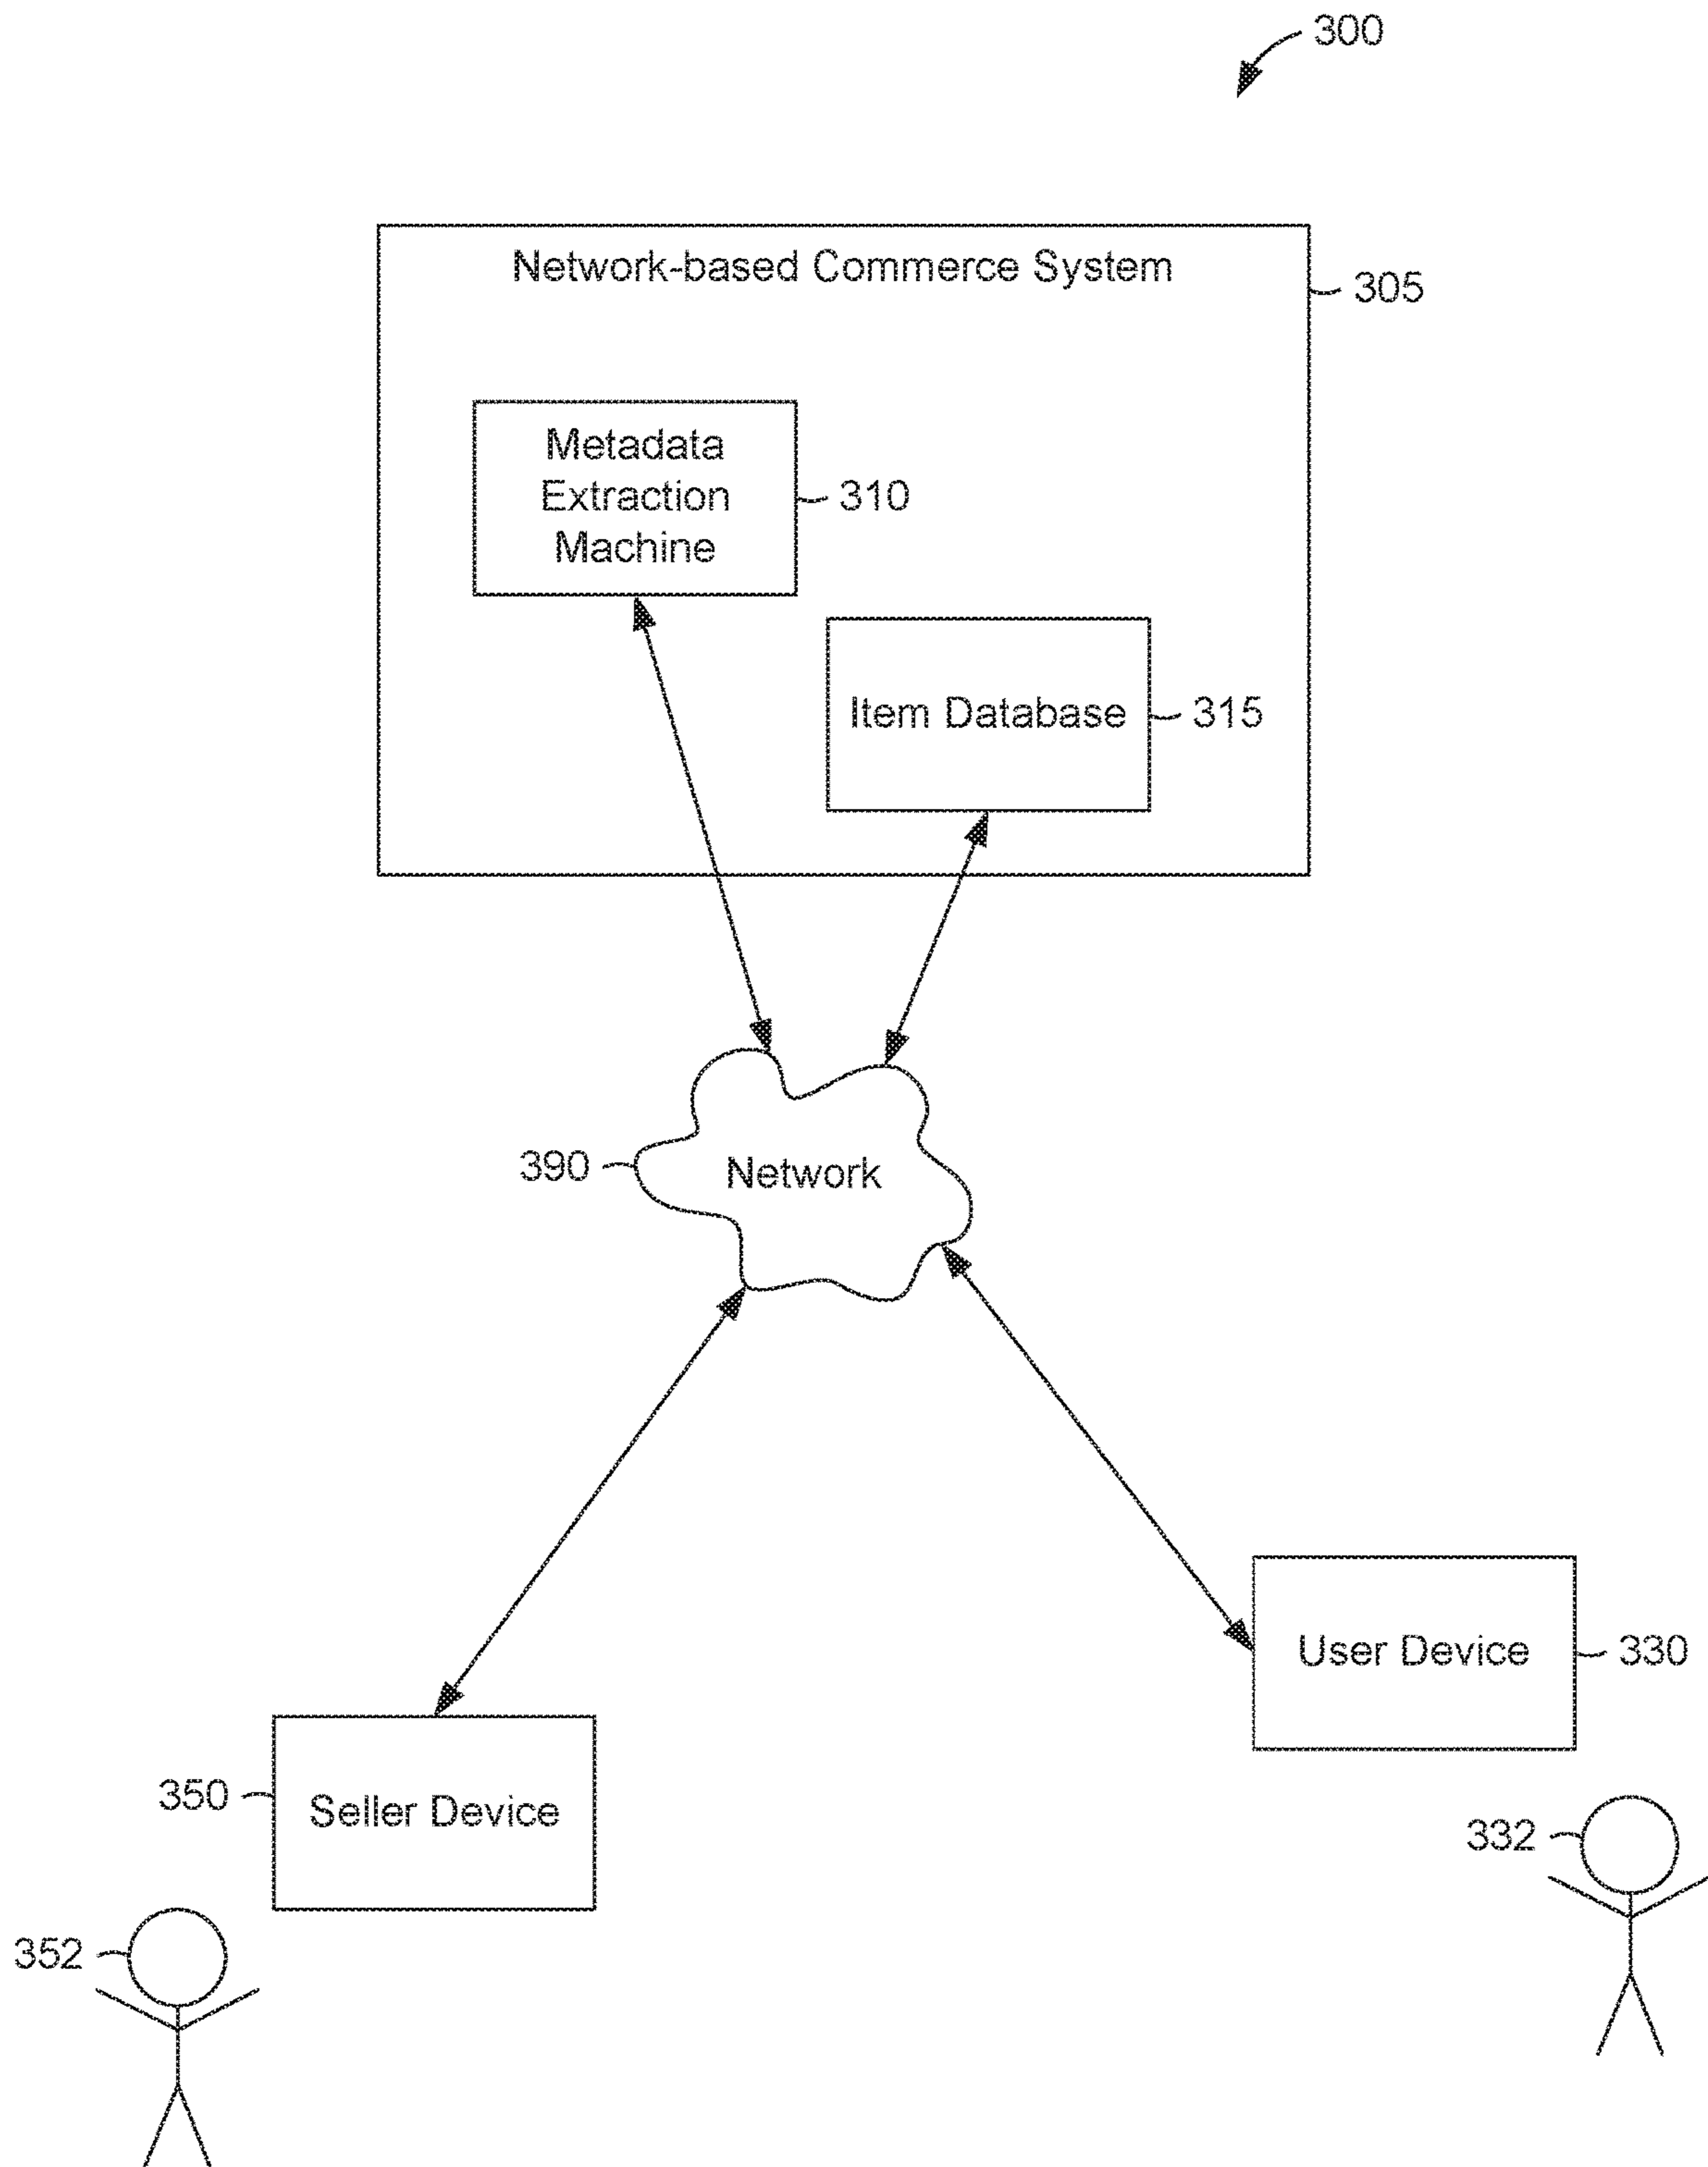 300
Network-based Commerce System
305
Metadata
Extraction
Machine
310
Item Database
315
390
Network
User Device
330
350
Seller Device
332
352